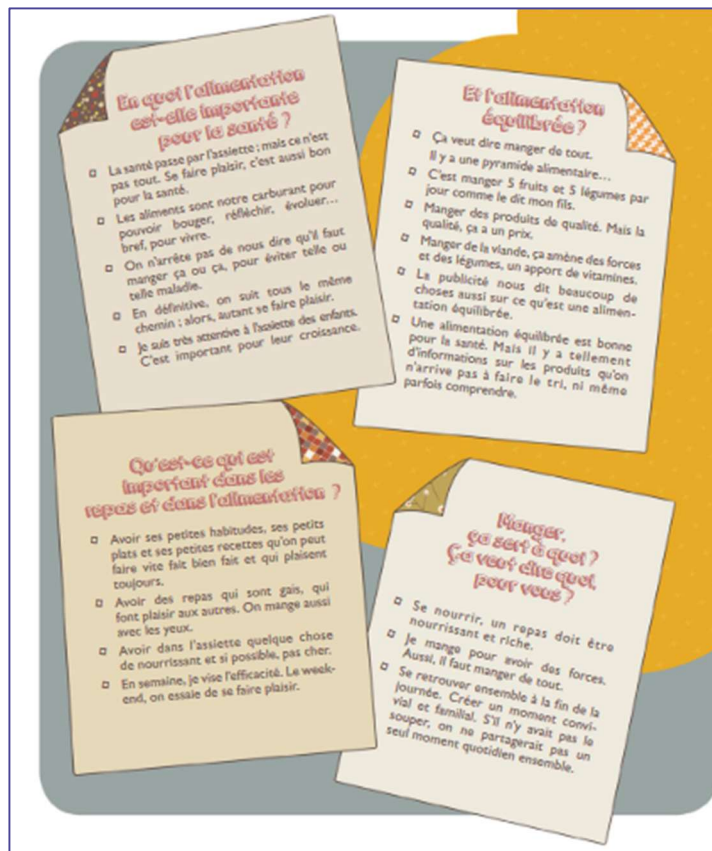 En quoi l'alimentation
est-elle importante
pour la santé ?
La santé passe par l'assiette ; mais ce n'est
pas tout. Se faire plaisir, c'est aussi bon
pour la santé.
Les aliments sont notre carburant pour
pouvoir bouger, réfléchir, évoluer…
bref, pour vivre.
On n'arrête pas de nous dire qu'il faut
manger ça ou ça, pour éviter telle ou
telle maladie.
En définitive, on suit tous le même
chemin ; alors, autant se faire plaisir.
Je suis très attentive à l'assiette des enfants.
C'est important pour leur croissance.
Et l'alimentation
équilibrée ?
Ça veut dire manger de tout.
Il y a une pyramide alimentaire…
C'est manger 5 fruits et 5 légumes par
jour comme le dit mon fils.
Manger des produits de qualité. Mais la
qualité, ça a un prix.
Manger de la viande, ça amène des forces
et des légumes, un apport de vitamines.
La publicité nous dit beaucoup de
choses aussi sur ce qu'est une alimen-
tation équilibrée.
Une alimentation équilibrée est bonne
pour la santé. Mais il y a tellement
d'informations sur les produits qu'on
n'arrive pas à faire le tri, ni même
parfois comprendre.
Qu'est-ce qui est
important dans les
repas et dans l'alimentation ?
Avoir ses petites habitudes, ses petits
plats et ses petites recettes qu'on peut
faire vite fait bien fait et qui plaisent
toujours.
Avoir des repas qui sont gais, qui
font plaisir aux autres. On mange aussi
avec les yeux.
Avoir dans l'assiette quelque chose
de nourrissant et si possible, pas cher.
En semaine, je vise l'efficacité. Le week-
end, on essaie de se faire plaisir.
Manger,
ça sert à quoi ?
Ça veut dire quoi,
pour vous ?
Se nourrir, un repas doit être
nourrissant et riche.
Je mange pour avoir des forces.
Aussi, il faut manger de tout.
Se retrouver ensemble à la fin de la
journée. Créer un moment convi-
vial et familial. S'il n'y avait pas le
souper, on ne partagerait pas un
seul moment quotidien ensemble.